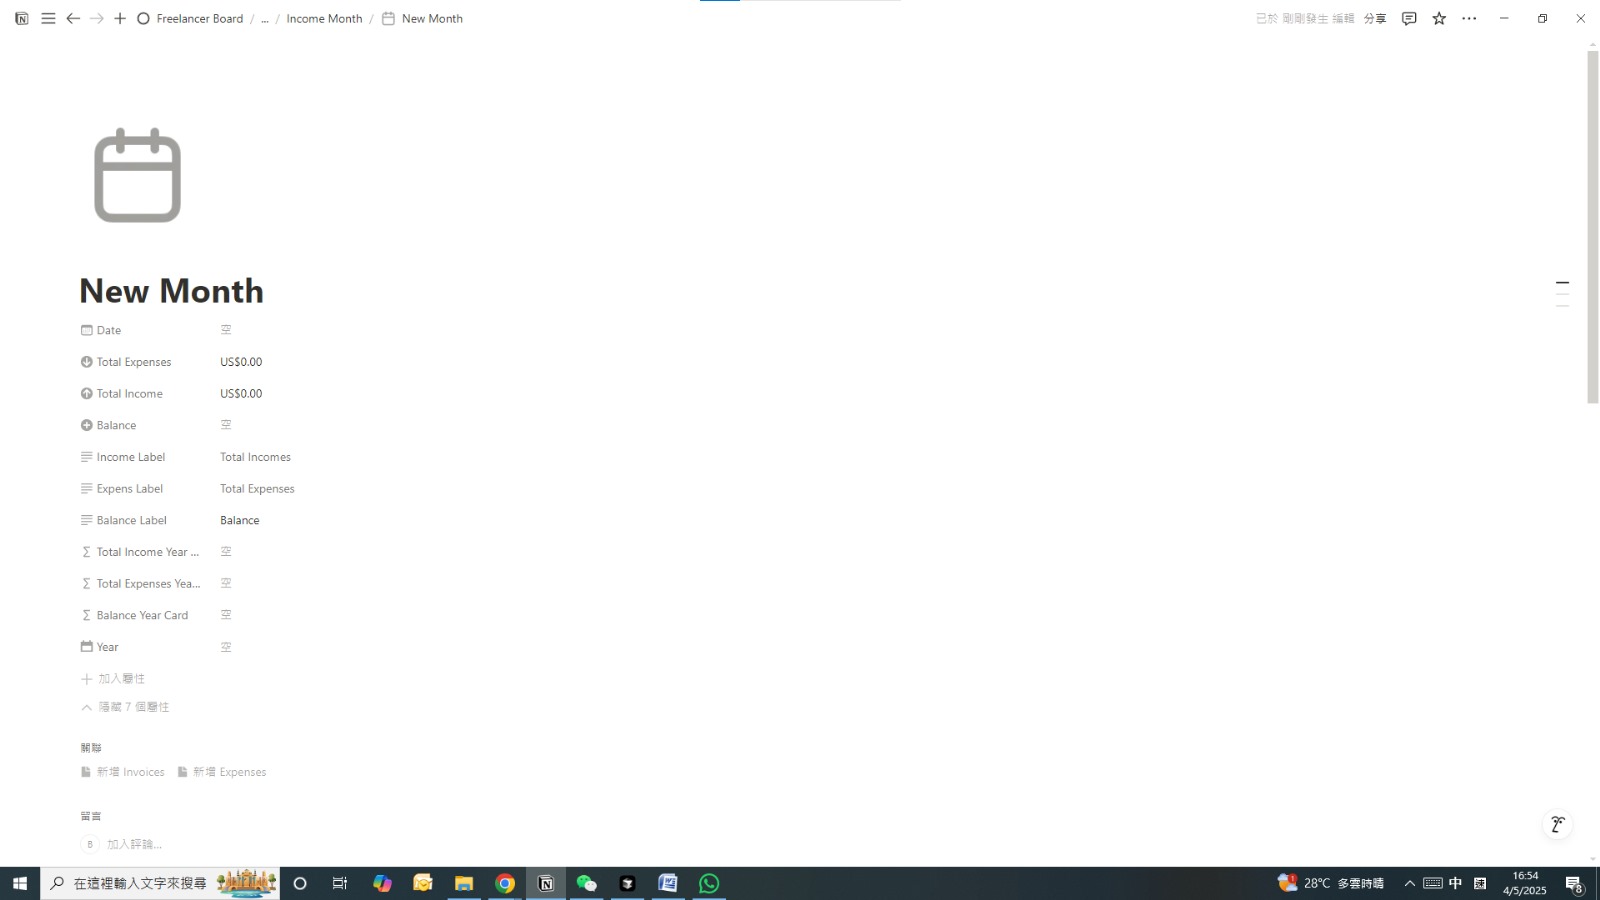 Freelancer Board / ... / Income Month / New Month
已於 剛剛發生 編輯 分享
New Month
Date 空
Total Expenses US$0.00
Total Income US$0.00
Balance 空
Income Label Total Incomes
Expens Label Total Expenses
Balance Label Balance
Total Income Year ... 空
Total Expenses Yea... 空
Balance Year Card 空
Year 空
加入屬性
隱藏 7 個屬性
關聯
新增 Invoices 新增 Expenses
留言
B 加入評論...
在這裡輸入文字來搜尋
1 28°C 多雲時晴
中 速
16:54
4/5/2025
8